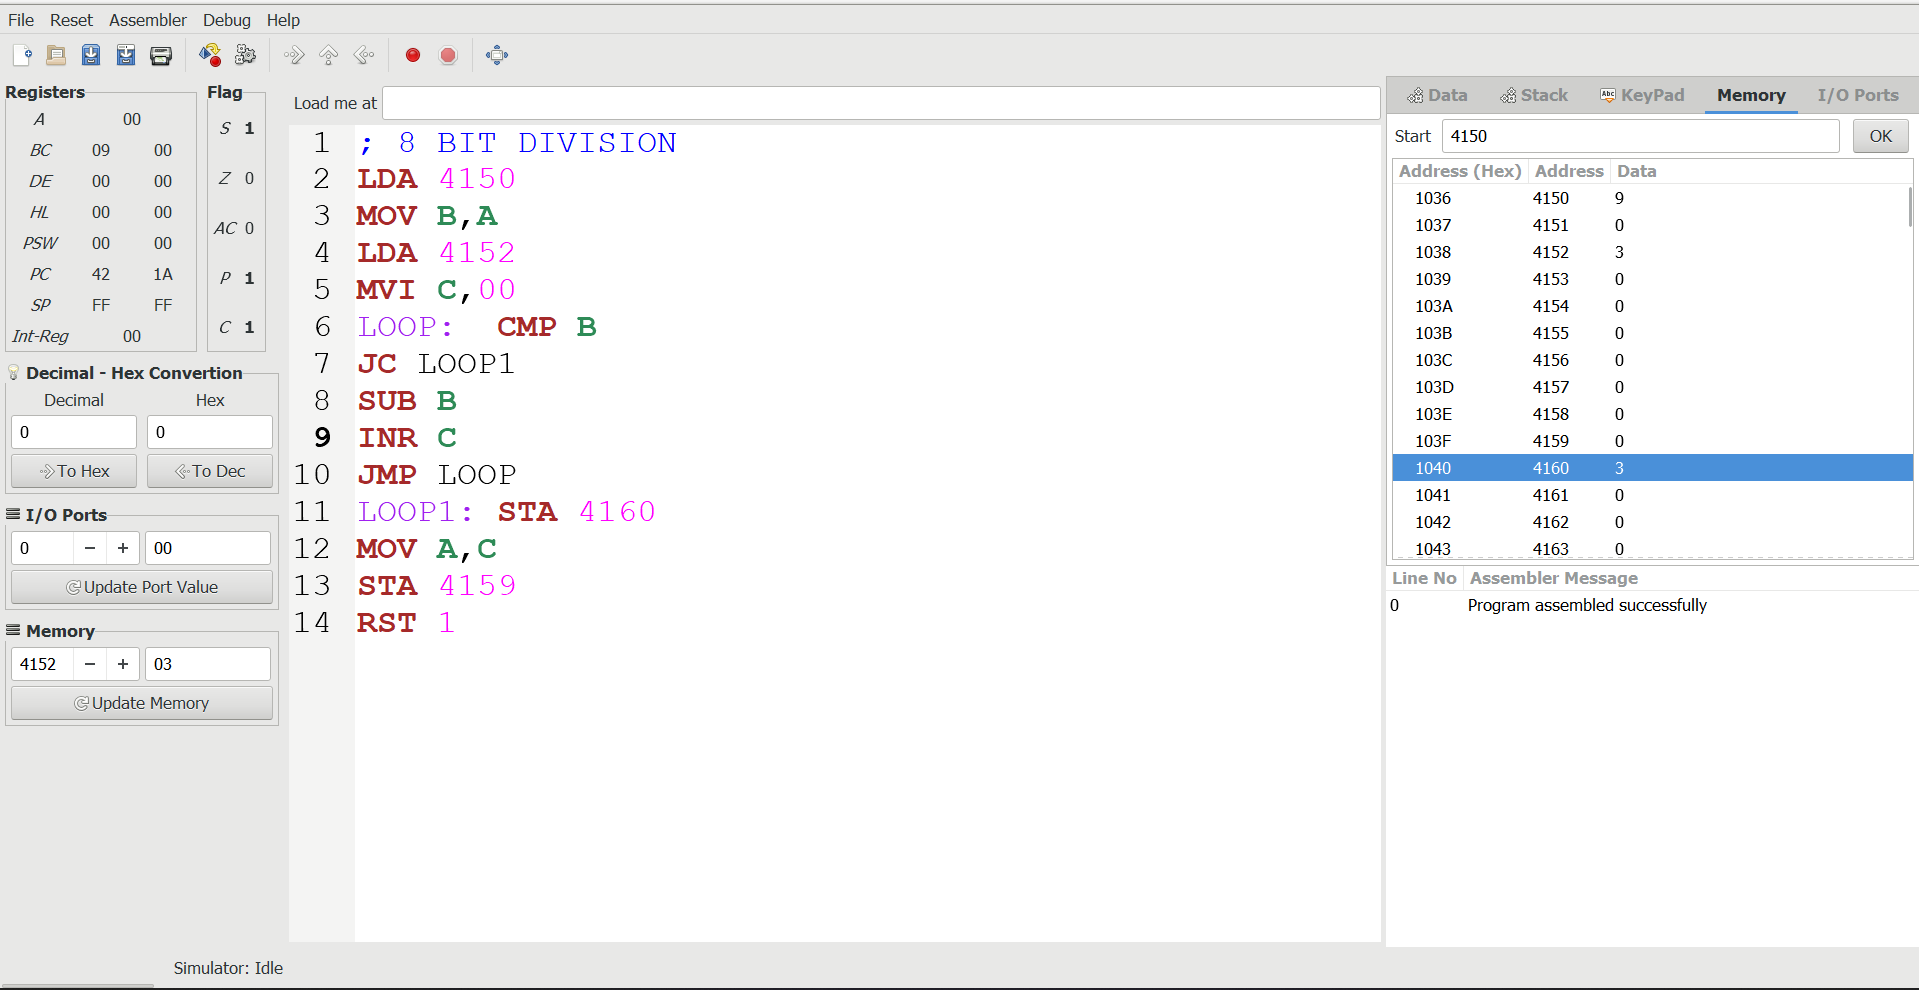 File Reset Assembler Debug Help
Registers
A 00
BC 09 00
DE 00 00
HL 00 00
PSW 00 00
PC 42 1A
SP FF FF
Int-Reg 00
Flag
S 1
Z 0
AC 0
P 1
C 1
Decimal - Hex Convertion
Decimal Hex
0 0
To Hex To Dec
I/O Ports
0 − + 00
Update Port Value
Memory
4152 − + 03
Update Memory
Load me at
1 ; 8 BIT DIVISION
2 LDA 4150
3 MOV B,A
4 LDA 4152
5 MVI C,00
6 LOOP: CMP B
7 JC LOOP1
8 SUB B
9 INR C
10 JMP LOOP
11 LOOP1: STA 4160
12 MOV A,C
13 STA 4159
14 RST 1
Data Stack Abc KeyPad Memory I/O Ports
Start 4150 OK
Address (Hex) Address Data
1036 4150 9
1037 4151 0
1038 4152 3
1039 4153 0
103A 4154 0
103B 4155 0
103C 4156 0
103D 4157 0
103E 4158 0
103F 4159 0
1040 4160 3
1041 4161 0
1042 4162 0
1043 4163 0
Line No Assembler Message
0 Program assembled successfully
Simulator: Idle